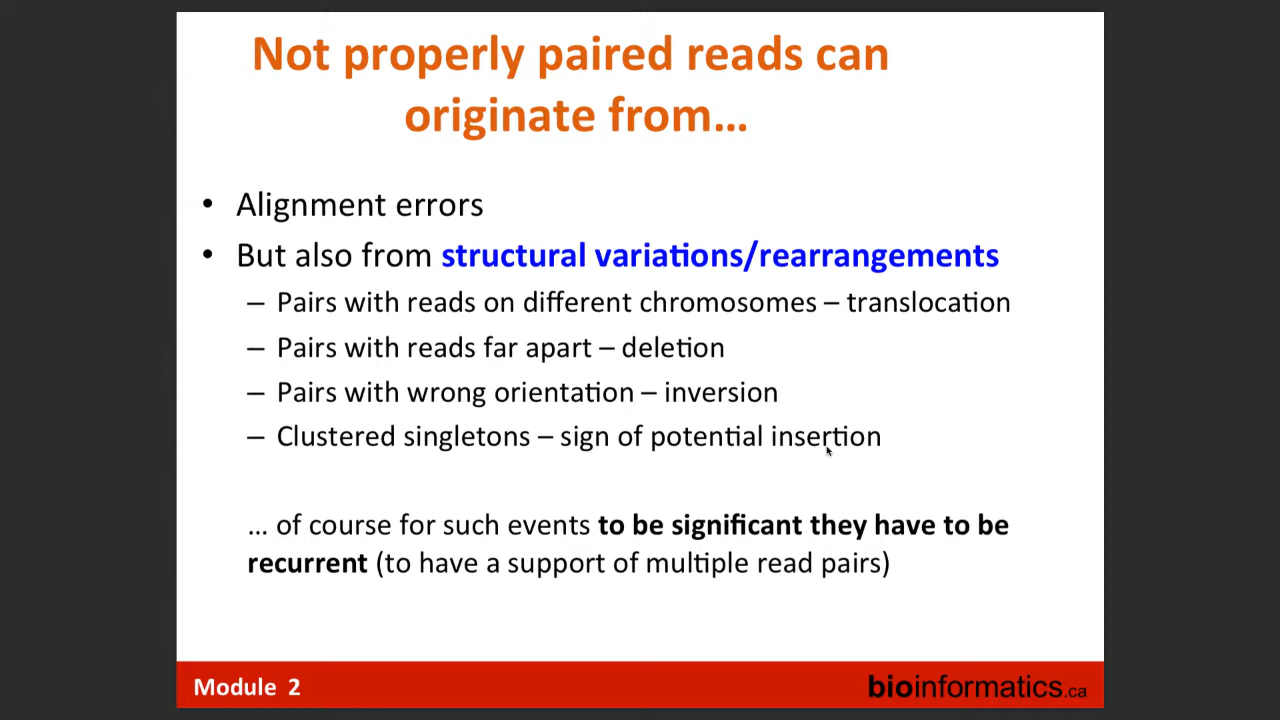 Not properly paired reads can
originate from…
• Alignment errors
• But also from structural variations/rearrangements
– Pairs with reads on different chromosomes – translocation
– Pairs with reads far apart – deletion
– Pairs with wrong orientation – inversion
– Clustered singletons – sign of potential insertion
… of course for such events to be significant they have to be
recurrent (to have a support of multiple read pairs)
Module 2
bioinformatics.ca